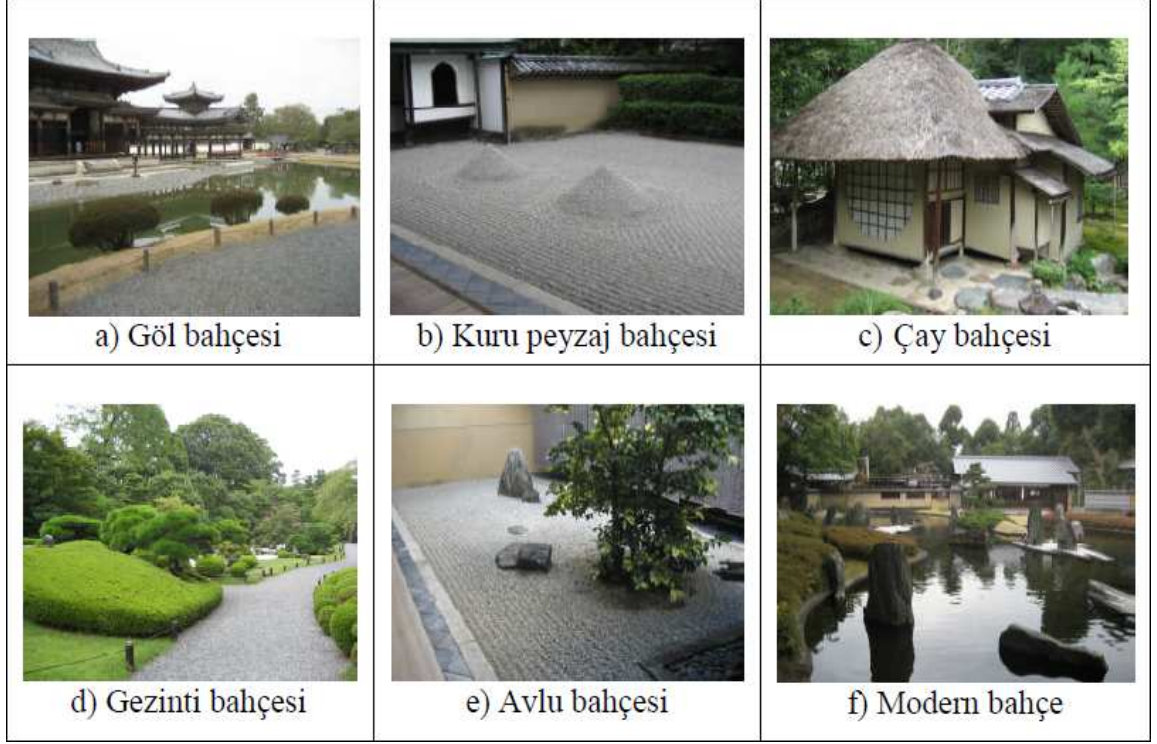 a) Göl bahçesi
b) Kuru peyzaj bahçesi
c) Çay bahçesi
d) Gezinti bahçesi
e) Avlu bahçesi
f) Modern bahçe